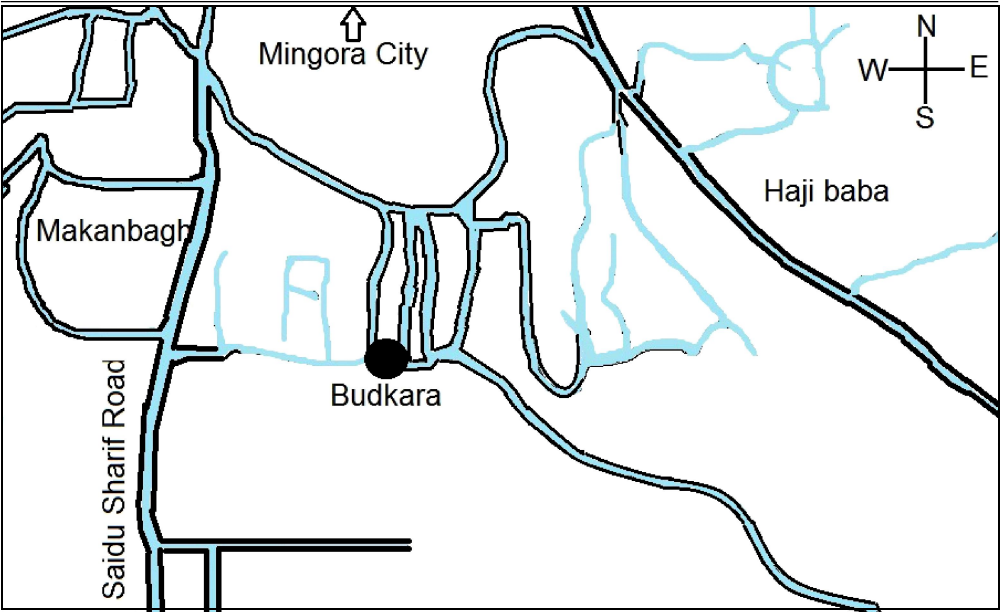 Mingora City
N
W
E
S
Haji baba
Makanbagh
Budkara
Saidu Sharif Road